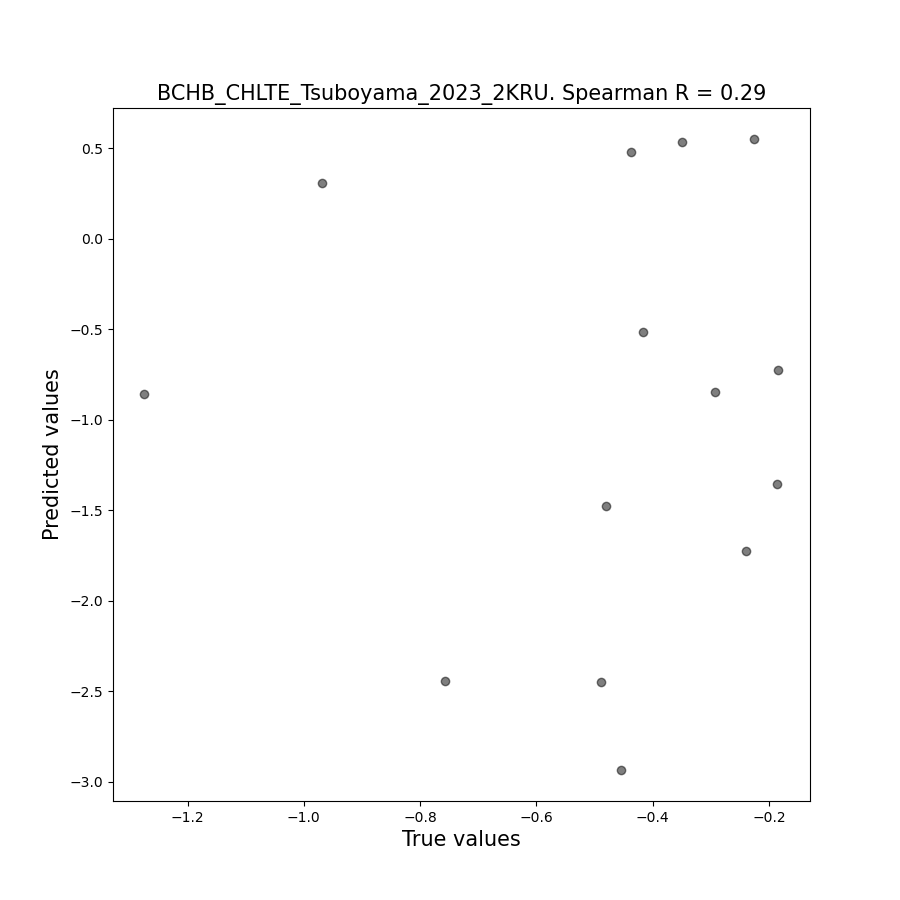 BCHB_CHLTE_Tsuboyama_2023_2KRU. Spearman R = 0.29
0.5
0.0
−0.5
−1.0
−1.5
−2.0
−2.5
−3.0
Predicted values
−1.2 −1.0 −0.8 −0.6 −0.4 −0.2
True values